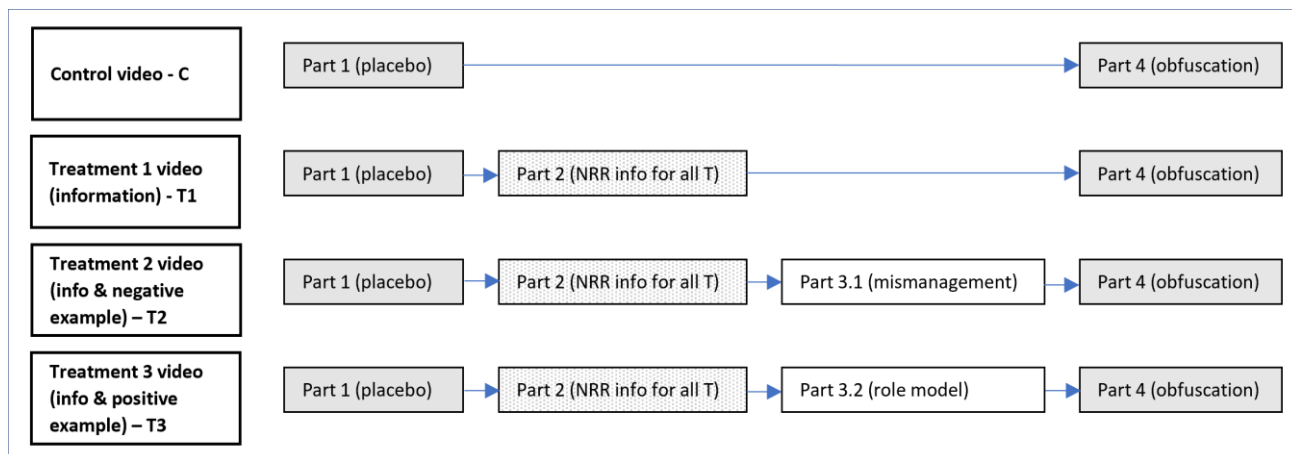 Control video - C
Part 1 (placebo)
Part 4 (obfuscation)
Treatment 1 video
(information) - T1
Part 1 (placebo)
Part 2 (NRR info for all T)
Part 4 (obfuscation)
Treatment 2 video
(info & negative
example) – T2
Part 1 (placebo)
Part 2 (NRR info for all T)
Part 3.1 (mismanagement)
Part 4 (obfuscation)
Treatment 3 video
(info & positive
example) – T3
Part 1 (placebo)
Part 2 (NRR info for all T)
Part 3.2 (role model)
Part 4 (obfuscation)